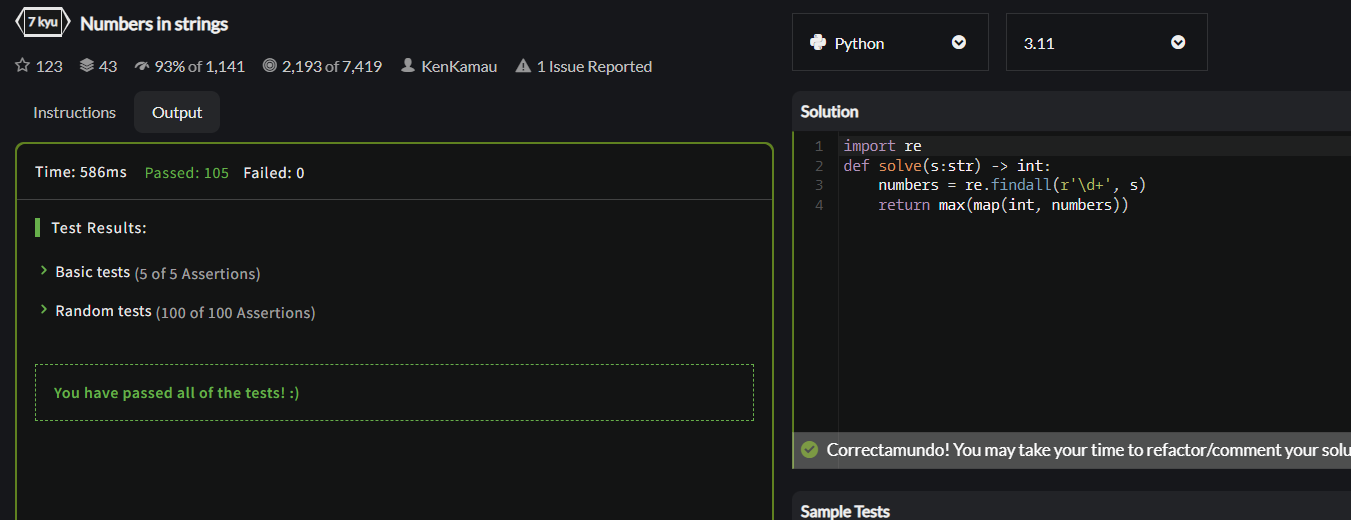 7 kyu Numbers in strings
123 43 93% of 1,141 2,193 of 7,419 KenKamau 1 Issue Reported
Instructions Output
Time: 586ms Passed: 105 Failed: 0
Test Results:
Basic tests (5 of 5 Assertions)
Random tests (100 of 100 Assertions)
You have passed all of the tests! :)
Python 3.11
Solution
1 import re
2 def solve(s:str) -> int:
3 numbers = re.findall(r'\d+', s)
4 return max(map(int, numbers))
Correctamundo! You may take your time to refactor/comment your solu
Sample Tests